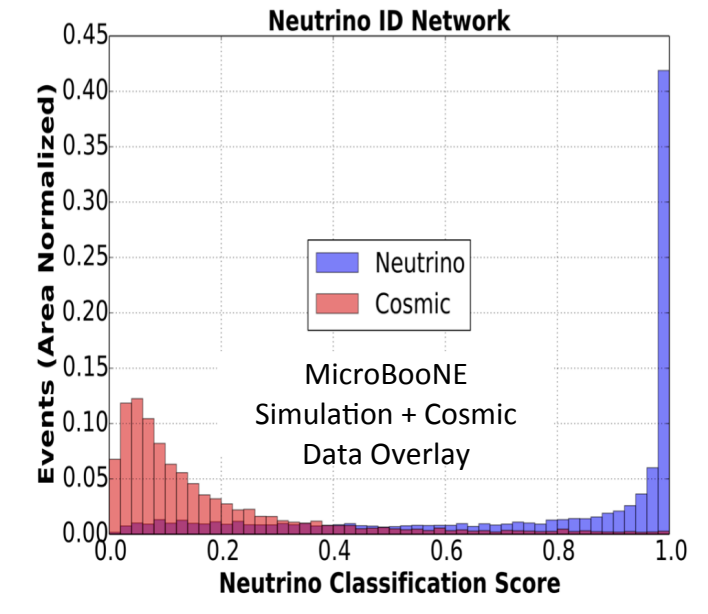 Neutrino ID Network
Events (Area Normalized)
0.45
0.40
0.35
0.30
0.25
0.20
0.15
0.10
0.05
0.00
Neutrino
Cosmic
MicroBooNE
Simulation + Cosmic
Data Overlay
0.0 0.2 0.4 0.6 0.8 1.0
Neutrino Classification Score